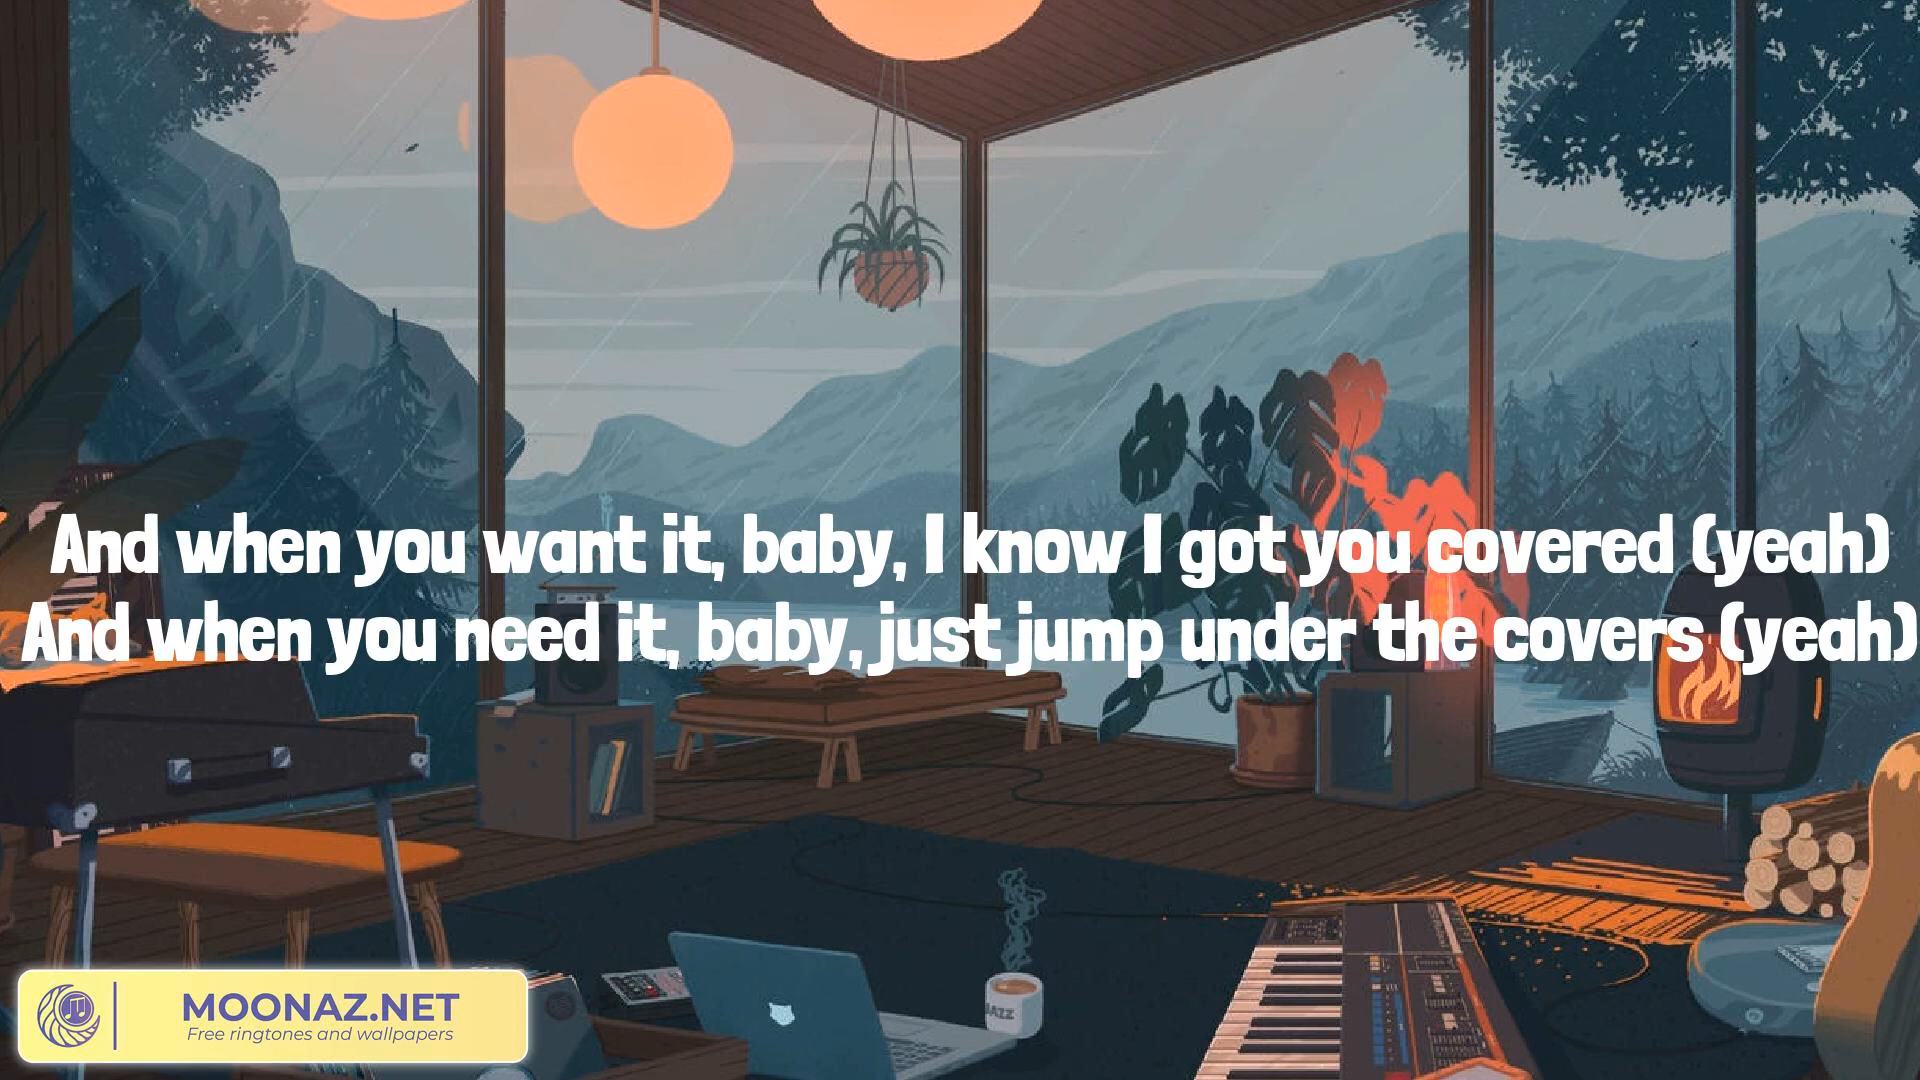 And when you want it, baby, I know I got you covered (yeah)
And when you need it, baby, just jump under the covers (yeah)
JAZZ
MOONAZ.NET
Free ringtones and wallpapers